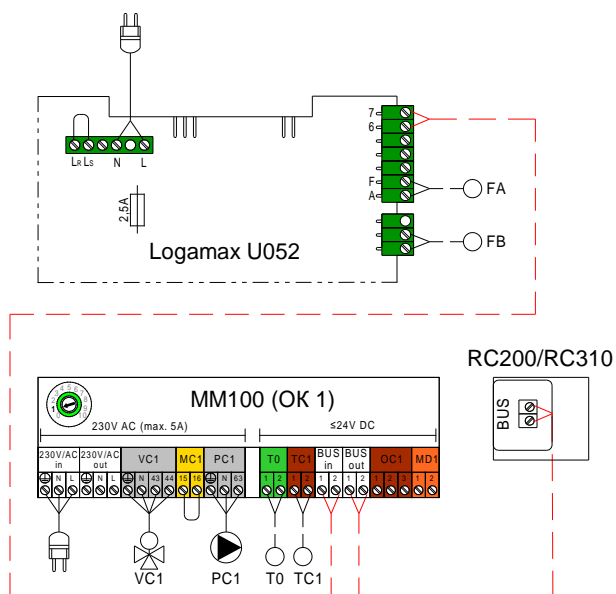 7
6
LR LS N L
2,5A
F
A
FA
FB
Logamax U052
RC200/RC310
BUS
MM100 (OK 1)
230V AC (max. 5A) ≤24V DC
230V/AC in 230V/AC out VC1 MC1 PC1 T0 TC1 BUS in BUS out OC1 MD1
N L N L N 43 44 15 16 N 63 1 2 1 2 1 2 1 2 1 2 3 1 2
VC1 PC1 T0 TC1